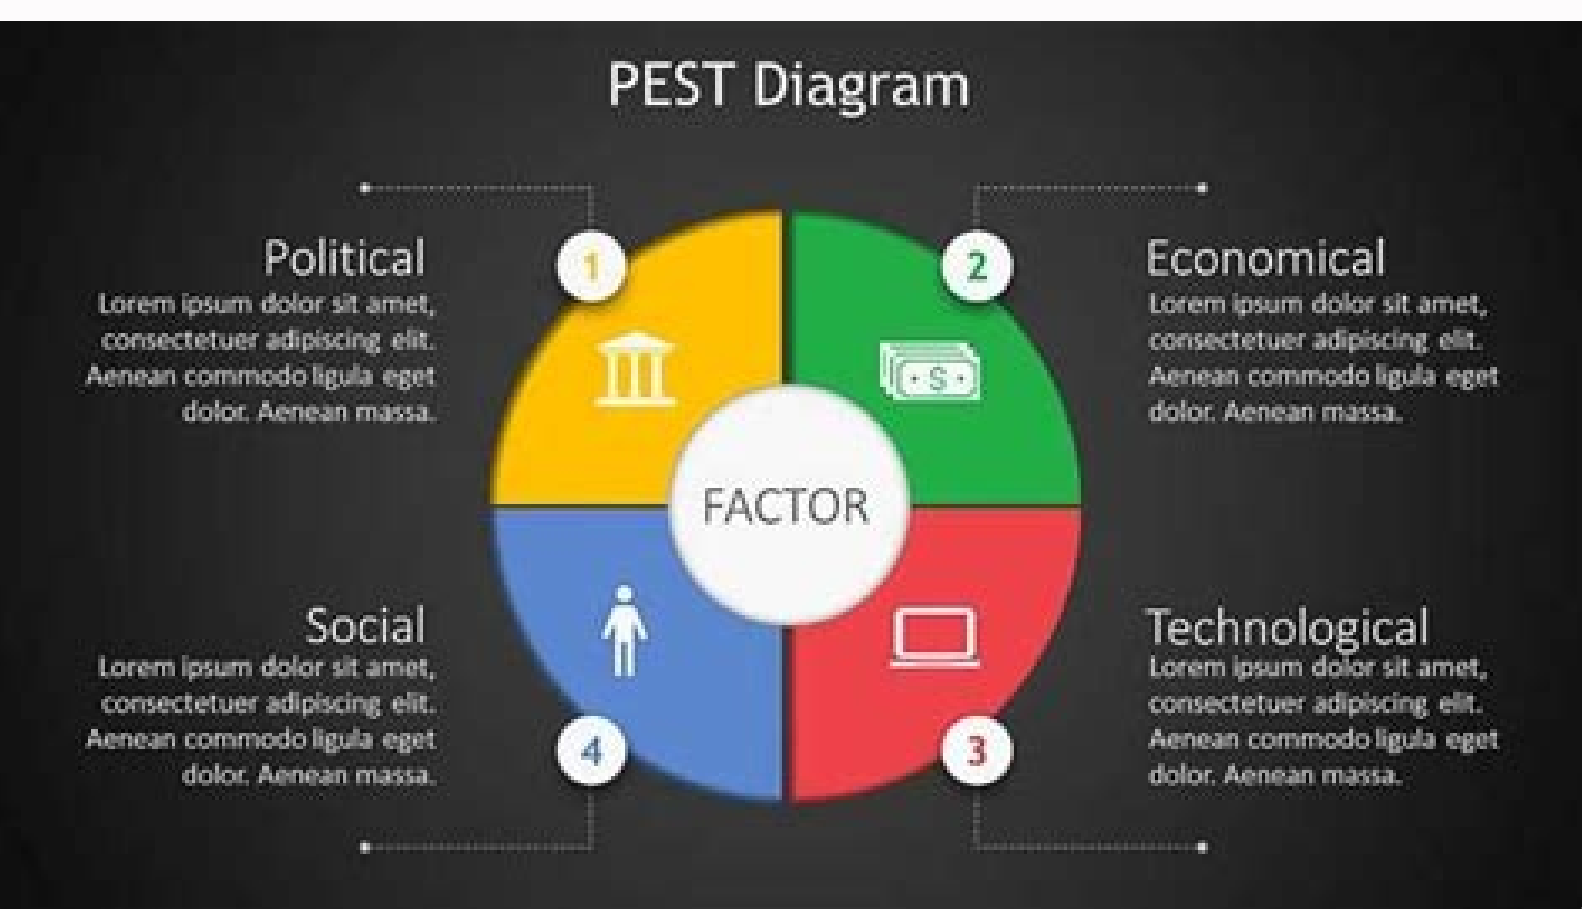 PEST Diagram
1
Political
Lorem ipsum dolor sit amet,
consectetuer adipiscing elit.
Aenean commodo ligula eget
dolor. Aenean massa.
2
Economical
Lorem ipsum dolor sit amet,
consectetuer adipiscing elit.
Aenean commodo ligula eget
dolor. Aenean massa.
$
FACTOR
Social
Lorem ipsum dolor sit amet,
consectetuer adipiscing elit.
Aenean commodo ligula eget
dolor. Aenean massa.
4
Technological
Lorem ipsum dolor sit amet,
consectetuer adipiscing elit.
Aenean commodo ligula eget
dolor. Aenean massa.
3